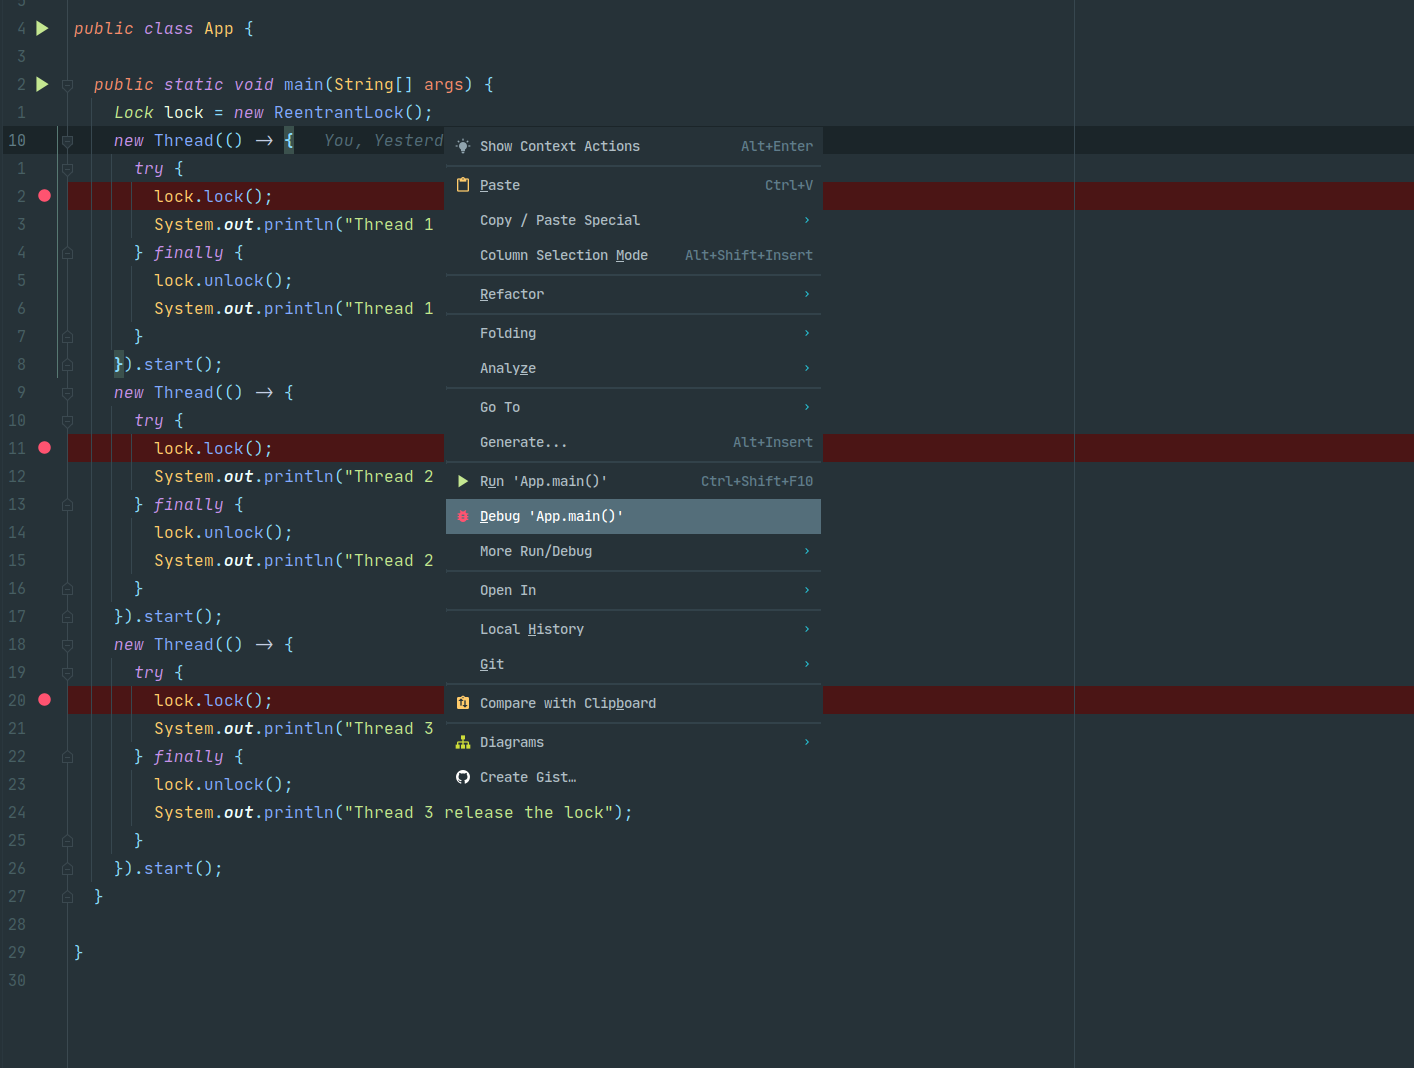 3
4 public class App {
3
2 public static void main(String[] args) {
1 Lock lock = new ReentrantLock();
10 new Thread(() -> { You, Yesterd
1 try {
2 lock.lock();
3 System.out.println("Thread 1
4 } finally {
5 lock.unlock();
6 System.out.println("Thread 1
7 }
8 }).start();
9 new Thread(() -> {
10 try {
11 lock.lock();
12 System.out.println("Thread 2
13 } finally {
14 lock.unlock();
15 System.out.println("Thread 2
16 }
17 }).start();
18 new Thread(() -> {
19 try {
20 lock.lock();
21 System.out.println("Thread 3
22 } finally {
23 lock.unlock();
24 System.out.println("Thread 3 release the lock");
25 }
26 }).start();
27 }
28
29 }
30
Show Context Actions Alt+Enter
Paste Ctrl+V
Copy / Paste Special
Column Selection Mode Alt+Shift+Insert
Refactor
Folding
Analyze
Go To
Generate... Alt+Insert
Run 'App.main()' Ctrl+Shift+F10
Debug 'App.main()'
More Run/Debug
Open In
Local History
Git
Compare with Clipboard
Diagrams
Create Gist…